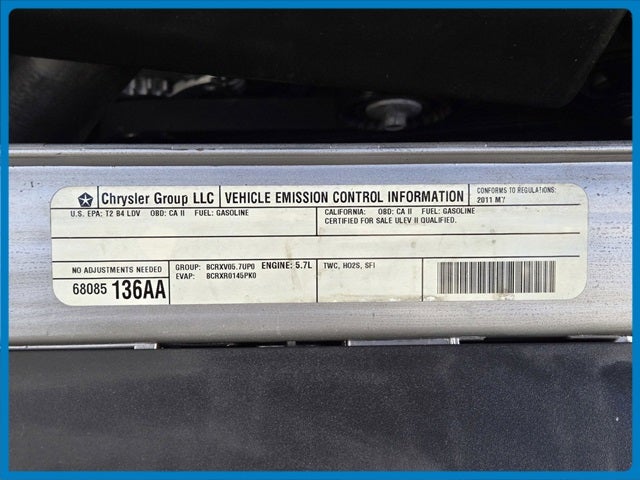 Chrysler Group LLC VEHICLE EMISSION CONTROL INFORMATION
CONFORMS TO REGULATIONS:
2011 MY
U.S. EPA: T2 B4 LDV OBD: CA II FUEL: GASOLINE
CALIFORNIA: OBD: CA II FUEL: GASOLINE
CERTIFIED FOR SALE ULEV II QUALIFIED.
NO ADJUSTMENTS NEEDED
68085 136AA
GROUP: BCRXV05.7UP0 ENGINE: 5.7L
EVAP: BCRXR0145PK0
TWC, HO2S, SFI